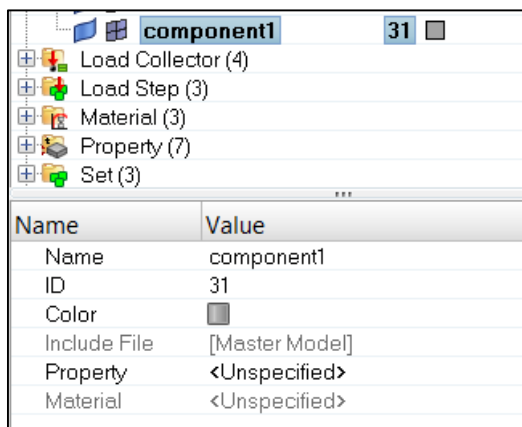 component1 31
Load Collector (4)
Load Step (3)
Material (3)
Property (7)
Set (3)
Name Value
Name component1
ID 31
Color
Include File [Master Model]
Property <Unspecified>
Material <Unspecified>